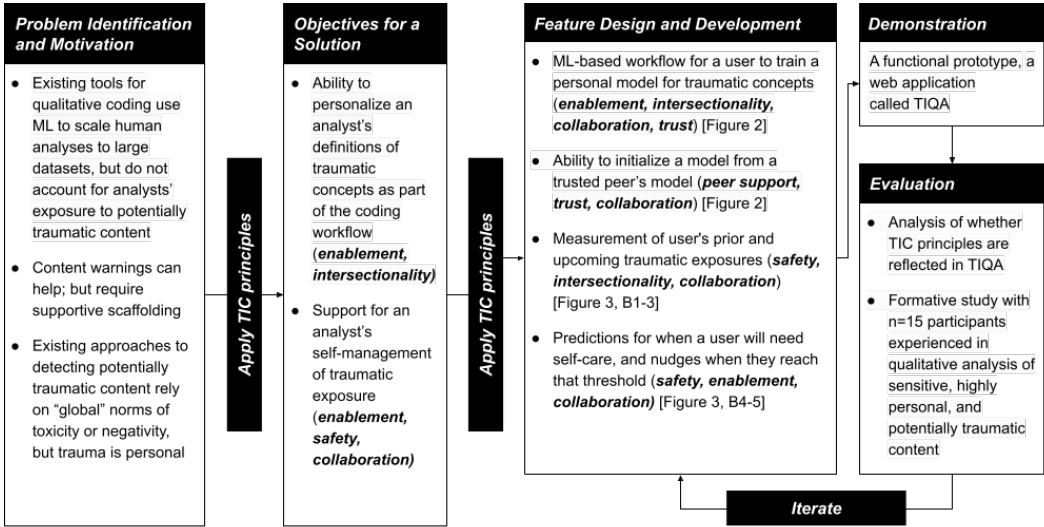 Problem Identification
and Motivation
● Existing tools for
qualitative coding use
ML to scale human
analyses to large
datasets, but do not
account for analysts'
exposure to potentially
traumatic content
● Content warnings can
help; but require
supportive scaffolding
● Existing approaches to
detecting potentially
traumatic content rely
on “global” norms of
toxicity or negativity,
but trauma is personal
Apply TIC principles
Objectives for a
Solution
● Ability to
personalize an
analyst's
definitions of
traumatic
concepts as part
of the coding
workflow
(enablement,
intersectionality)
● Support for an
analyst's
self-management
of traumatic
exposure
(enablement,
safety,
collaboration)
Apply TIC principles
Feature Design and Development
● ML-based workflow for a user to train a
personal model for traumatic concepts
(enablement, intersectionality,
collaboration, trust) [Figure 2]
● Ability to initialize a model from a
trusted peer's model (peer support,
trust, collaboration) [Figure 2]
● Measurement of user's prior and
upcoming traumatic exposures (safety,
intersectionality, collaboration)
[Figure 3, B1-3]
● Predictions for when a user will need
self-care, and nudges when they reach
that threshold (safety, enablement,
collaboration) [Figure 3, B4-5]
Demonstration
A functional prototype, a
web application
called TIQA
Evaluation
● Analysis of whether
TIC principles are
reflected in TIQA
● Formative study with
n=15 participants
experienced in
qualitative analysis of
sensitive, highly
personal, and
potentially traumatic
content
Iterate